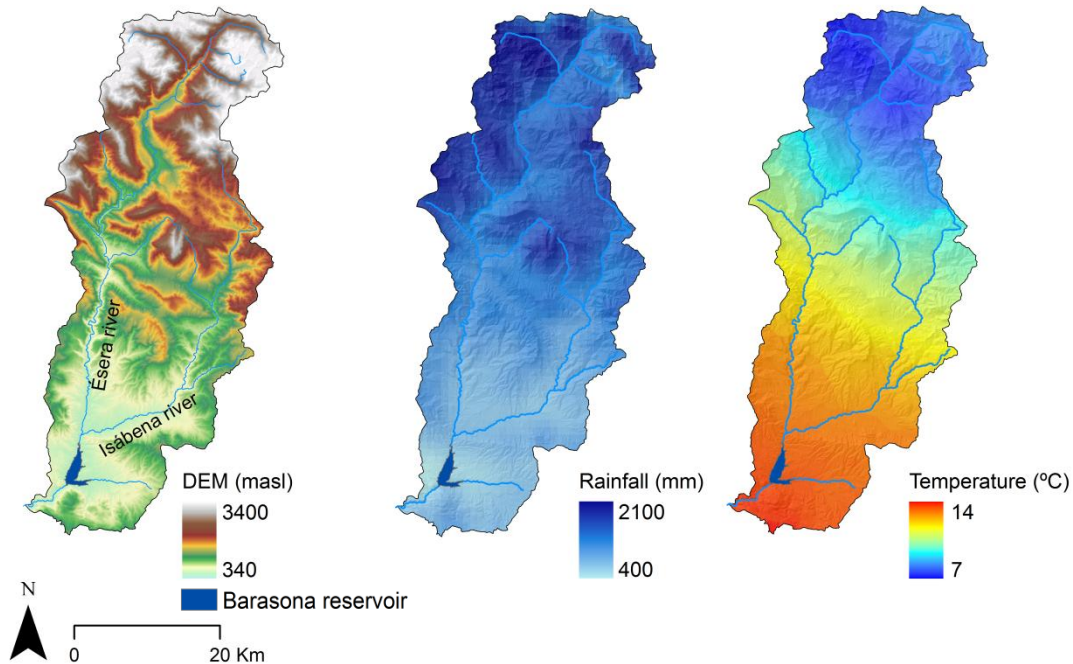 Ésera river
Isábena river
DEM (masl)
3400
340
Barasona reservoir
N
0 20 Km
Rainfall (mm)
2100
400
Temperature (ºC)
14
7